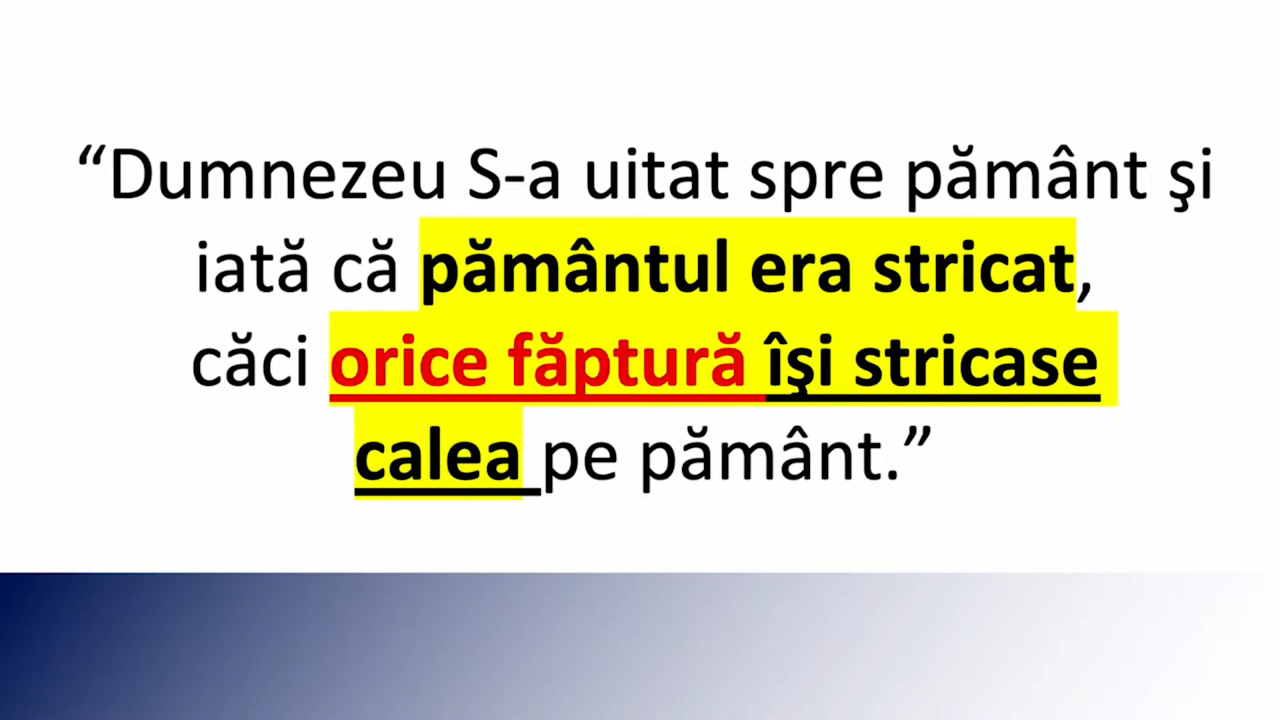 “Dumnezeu S-a uitat spre pământ şi
iată că pământul era stricat,
căci orice făptură îşi stricase
calea pe pământ.”